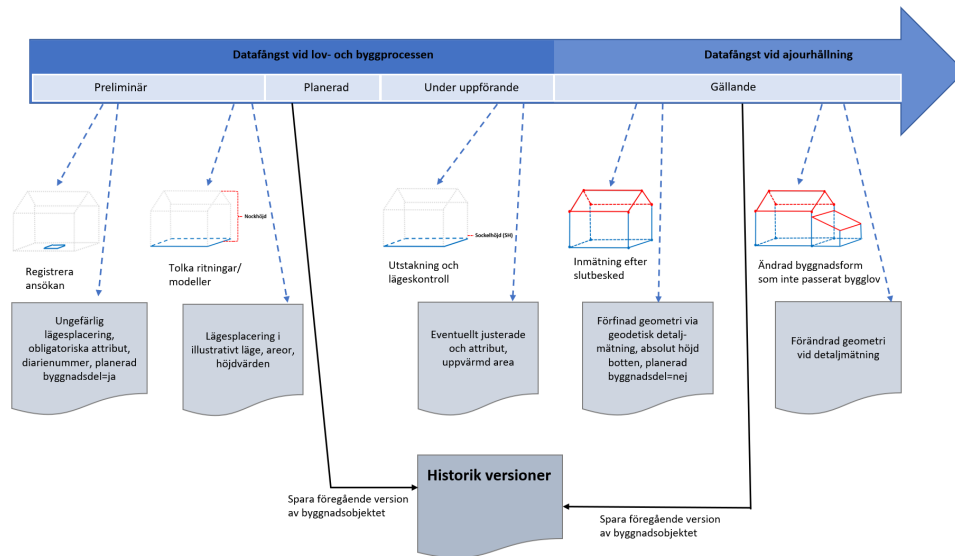 Datafångst vid lov- och byggprocessen
Datafångst vid ajourhållning
Preliminär
Planerad
Under uppförande
Gällande
Nockhöjd
Sockelhöjd (SH)
Registrera
ansökan
Tolka ritningar/
modeller
Utstakning och
lägeskontroll
Inmätning efter
slutbesked
Ändrad byggnadsform
som inte passerat bygglov
Ungefärlig
lägesplacering,
obligatoriska attribut,
diarienummer, planerad
byggnadsdel=ja
Lägesplacering i
illustrativt läge, areor,
höjdvärden
Eventuellt justerade
och attribut,
uppvärmd area
Förfinad geometri via
geodetisk detalj-
mätning, absolut höjd
botten, planerad
byggnadsdel=nej
Förändrad geometri
vid detaljmätning
Historik versioner
Spara föregående version
av byggnadsobjektet
Spara föregående version
av byggnadsobjektet